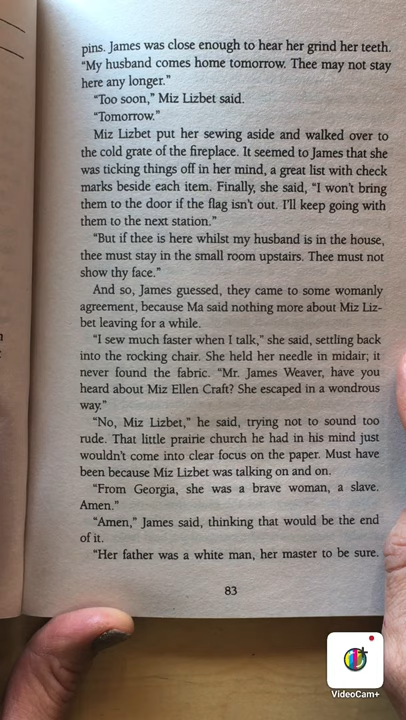 pins. James was close enough to hear her grind her teeth.
“My husband comes home tomorrow. Thee may not stay
here any longer.”
“Too soon,” Miz Lizbet said.
“Tomorrow.”
Miz Lizbet put her sewing aside and walked over to
the cold grate of the fireplace. It seemed to James that she
was ticking things off in her mind, a great list with check
marks beside each item. Finally, she said, “I won’t bring
them to the door if the flag isn’t out. I’ll keep going with
them to the next station.”
“But if thee is here whilst my husband is in the house,
thee must stay in the small room upstairs. Thee must not
show thy face.”
And so, James guessed, they came to some womanly
agreement, because Ma said nothing more about Miz Liz-
bet leaving for a while.
“I sew much faster when I talk,” she said, settling back
into the rocking chair. She held her needle in midair; it
never found the fabric. “Mr. James Weaver, have you
heard about Miz Ellen Craft? She escaped in a wondrous
way.”
“No, Miz Lizbet,” he said, trying not to sound too
rude. That little prairie church he had in his mind just
wouldn’t come into clear focus on the paper. Must have
been because Miz Lizbet was talking on and on.
“From Georgia, she was a brave woman, a slave.
Amen.”
“Amen,” James said, thinking that would be the end
of it.
“Her father was a white man, her master to be sure.
83
VideoCam+